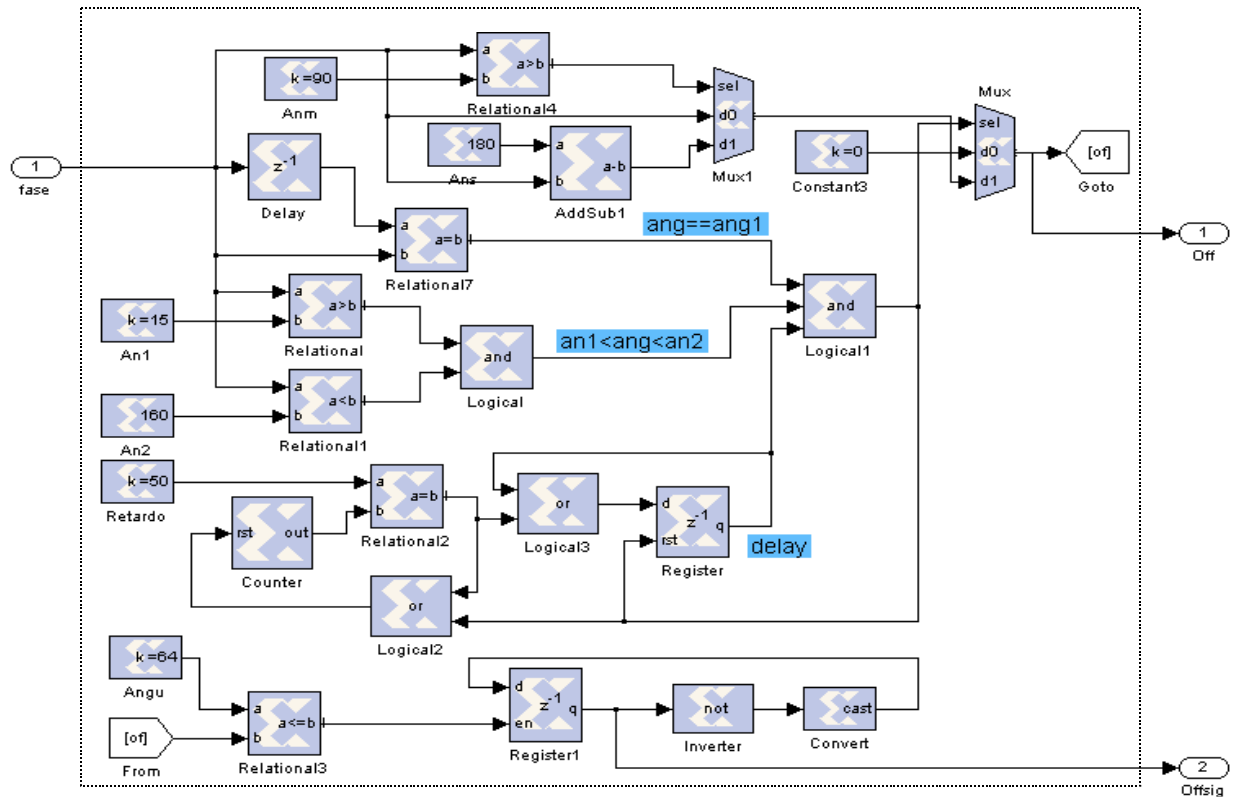 a
b
a>b
Relational4
k =90
Anm
sel
d0
d1
Mux1
Mux
sel
d0
d1
180
Ans
a
b
a-b
AddSub1
k =0
Constant3
[of]
Goto
1
fase
z-1
Delay
a
b
a=b
Relational7
ang==ang1
1
Off
k =15
An1
a
b
a>b
Relational
and
Logical
an1<ang<an2
and
Logical1
160
An2
a
b
a<b
Relational1
k =50
Retardo
a
b
a=b
Relational2
rst
out
Counter
or
Logical3
d
z-1
q
rst
Register
delay
or
Logical2
k =64
Angu
[of]
From
a
b
a<=b
Relational3
d
z-1
q
en
Register1
not
Inverter
cast
Convert
2
Offsig